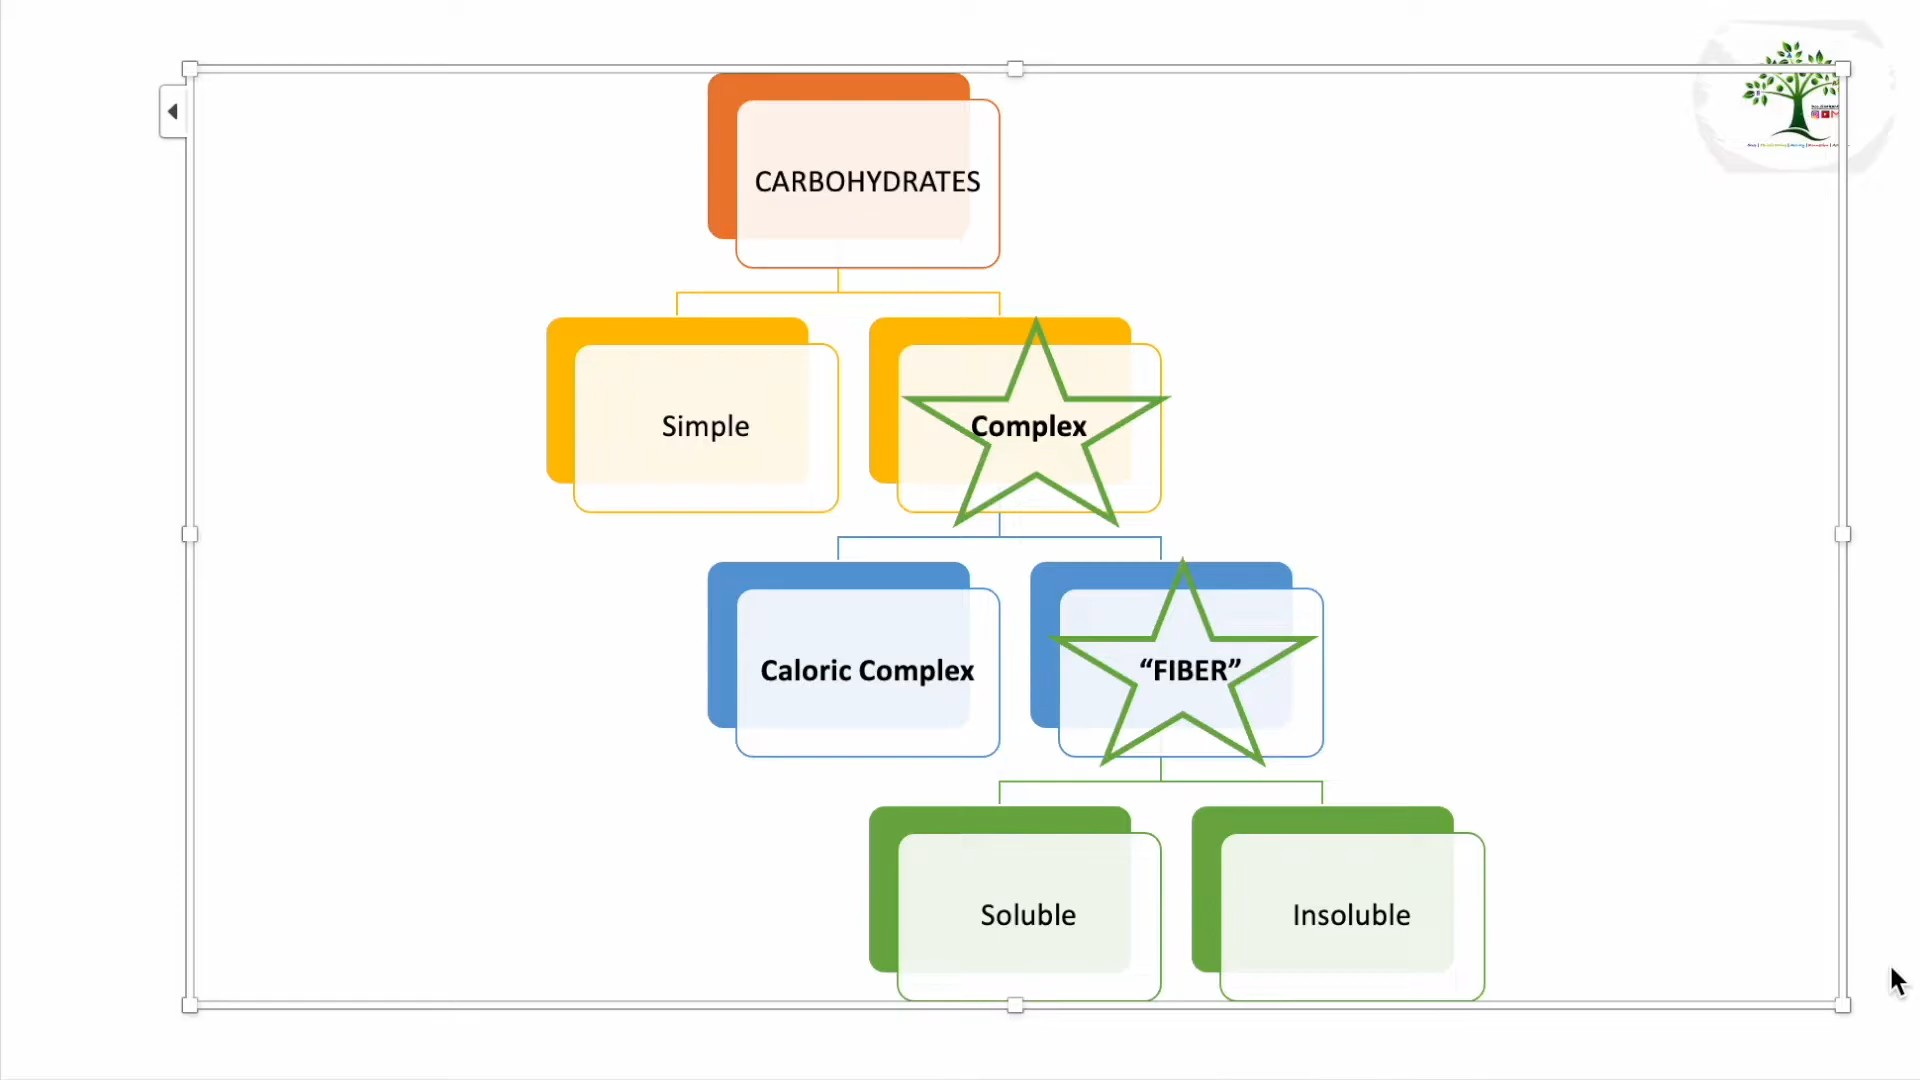 CARBOHYDRATES
Simple
Complex
Caloric Complex
“FIBER”
Soluble
Insoluble